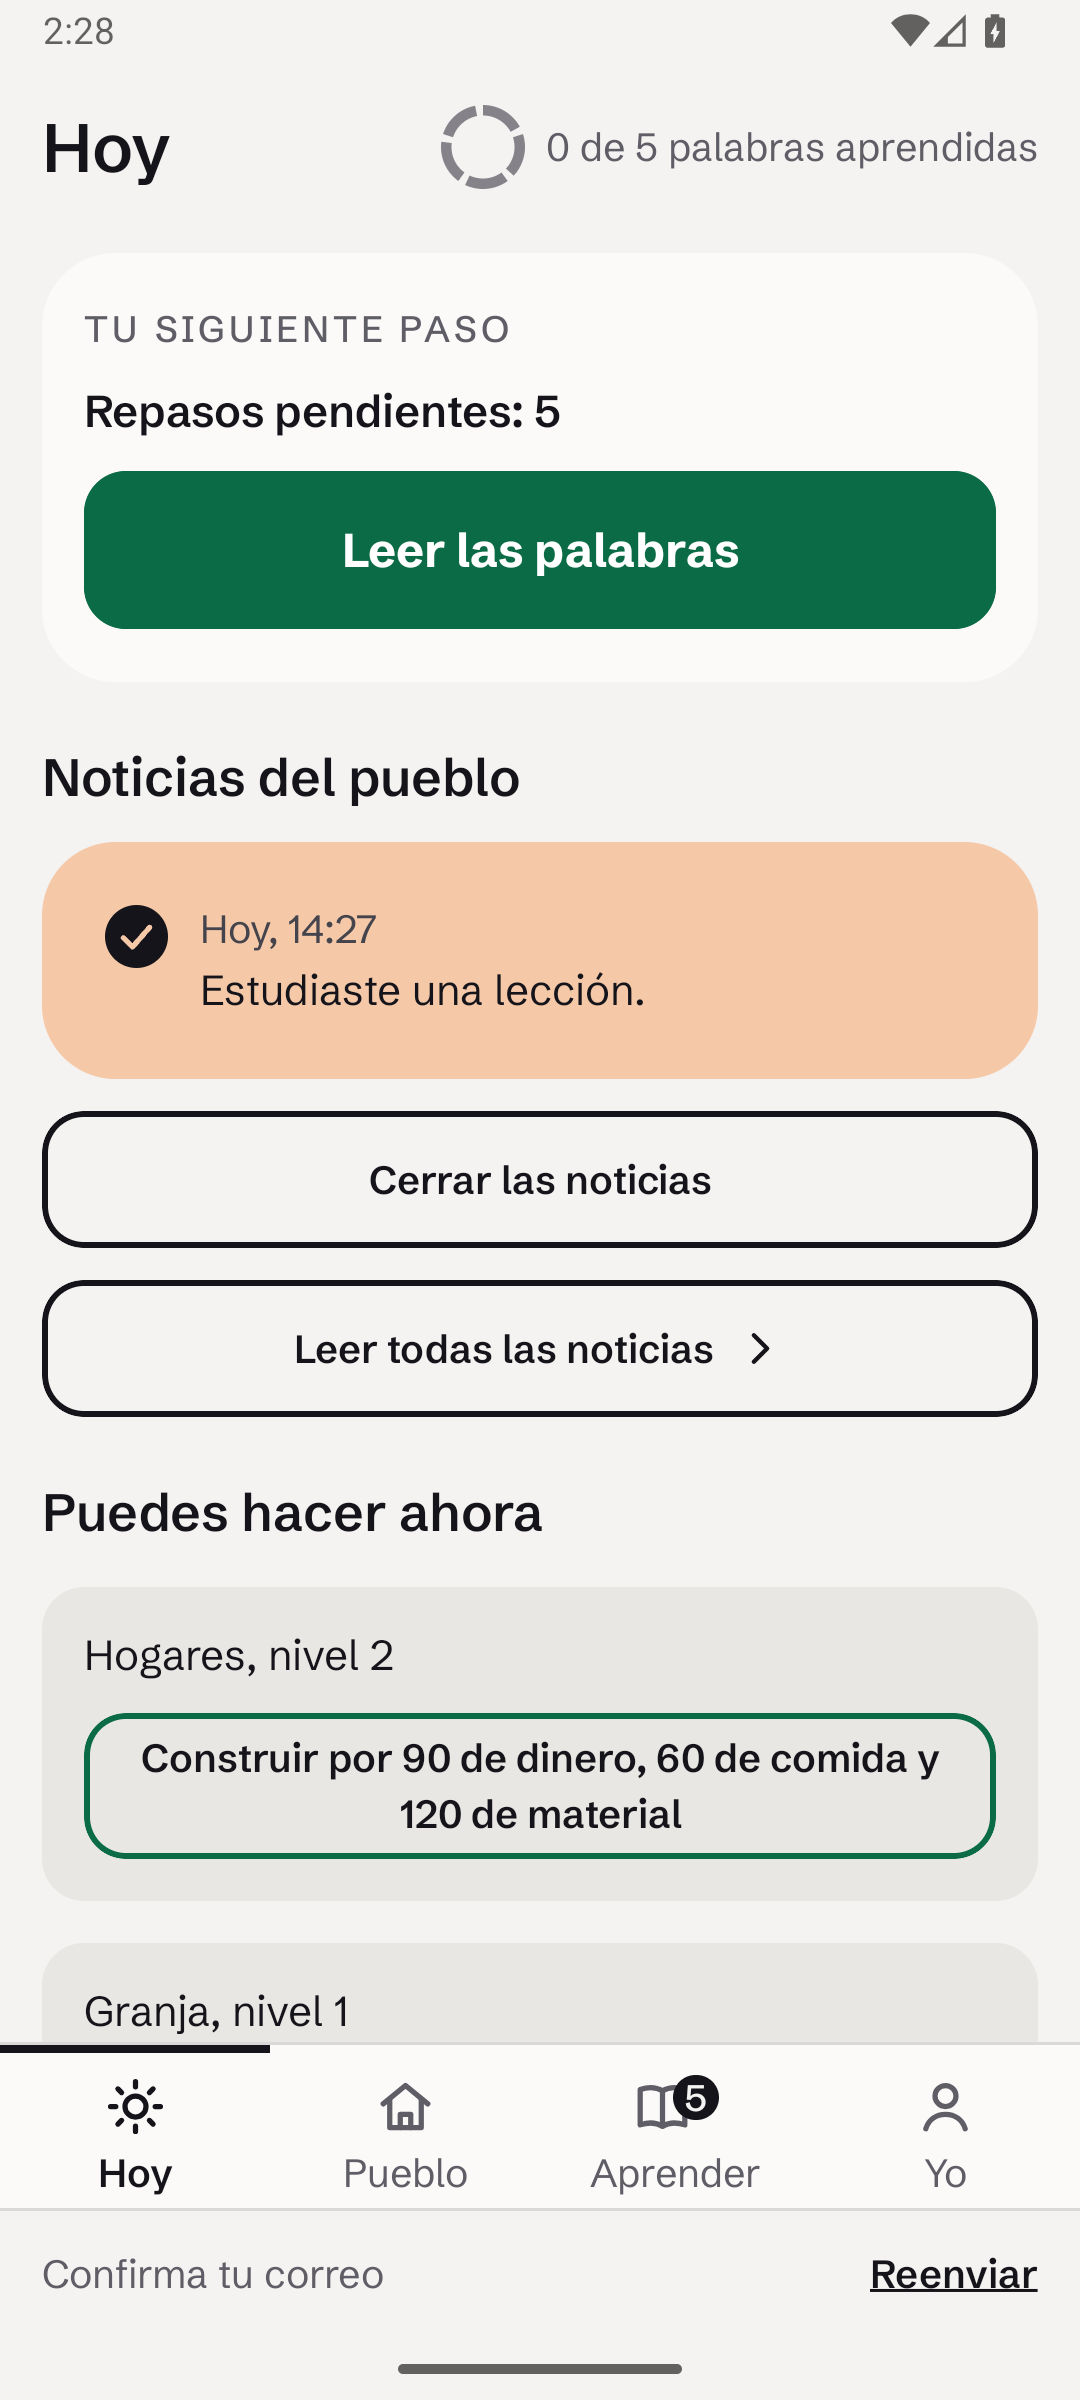 2:28
Hoy
0 de 5 palabras aprendidas
TU SIGUIENTE PASO
Repasos pendientes: 5
Leer las palabras
Noticias del pueblo
Hoy, 14:27
Estudiaste una lección.
Cerrar las noticias
Leer todas las noticias
Puedes hacer ahora
Hogares, nivel 2
Construir por 90 de dinero, 60 de comida y
120 de material
Granja, nivel 1
5
Hoy
Pueblo
Aprender
Yo
Confirma tu correo
Reenviar